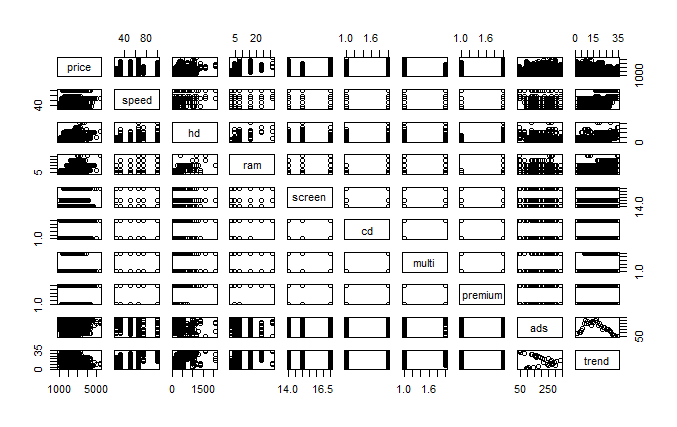 40 80 5 20 1.0 1.6 1.0 1.6 0 15 35
price 1000
40 speed
hd 0
5 ram
screen 14.0
1.0 cd
multi 1.0
1.0 premium
ads 50
0 35 trend
1000 5000 0 1500 14.0 16.5 1.0 1.6 50 250